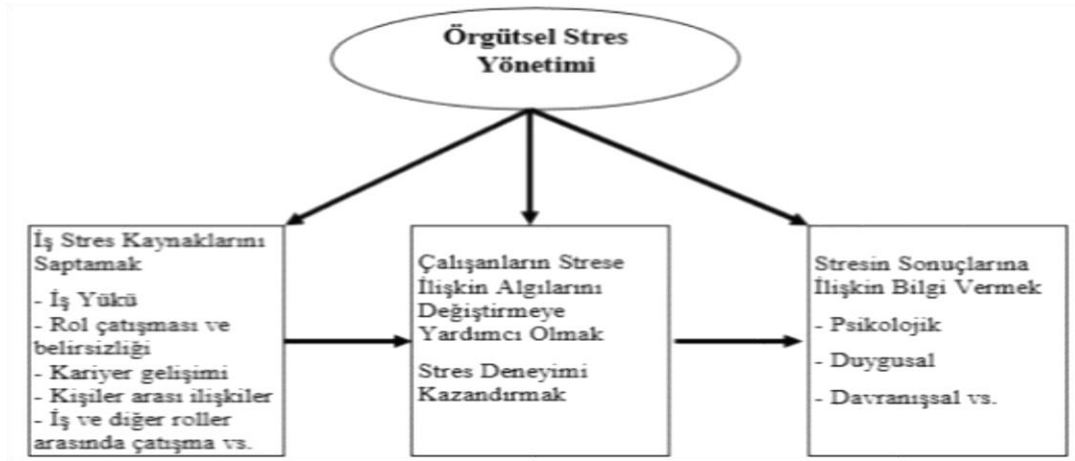 Örgütsel Stres
Yönetimi
İş Stres Kaynaklarını
Saptamak
- İş Yükü
- Rol çatışması ve
belirsizliği
- Kariyer gelişimi
- Kişiler arası ilişkiler
- İş ve diğer roller
arasında çatışma vs.
Çalışanların Strese
İlişkin Algılarını
Değiştirmeye
Yardımcı Olmak
Stres Deneyimi
Kazandırmak
Stresin Sonuçlarına
İlişkin Bilgi Vermek
- Psikolojik
- Duygusal
- Davranışsal vs.